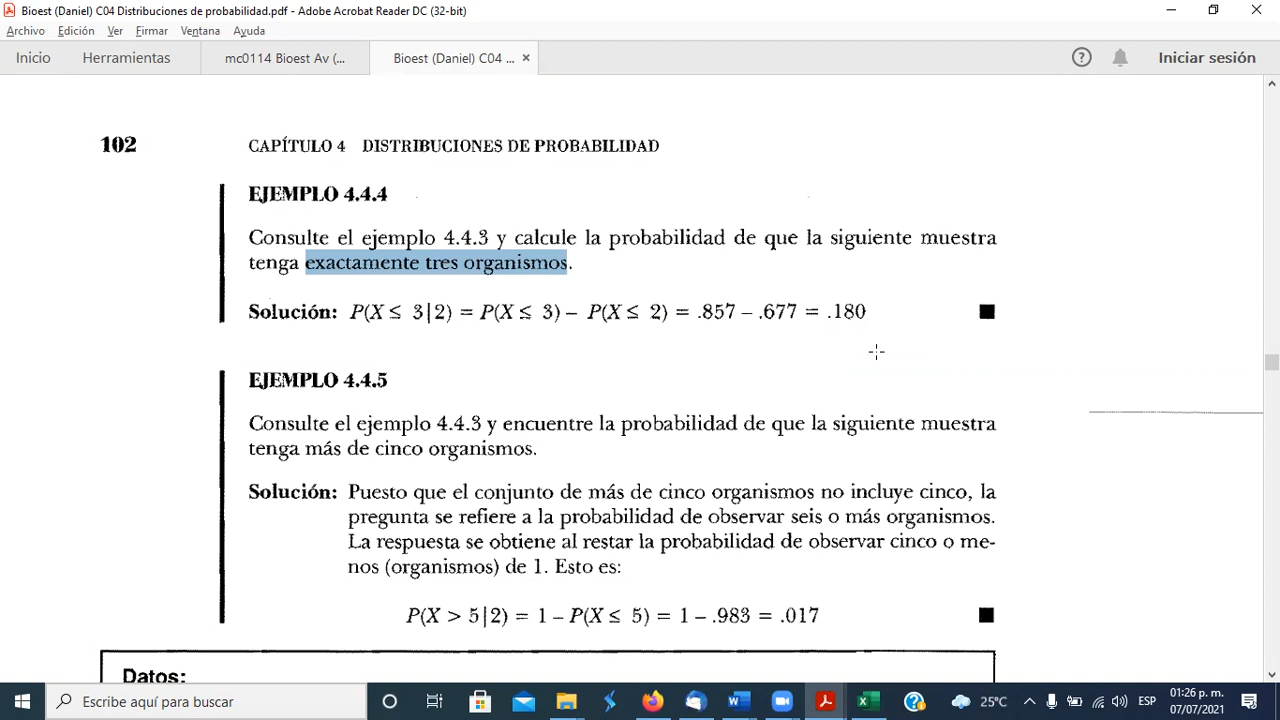 Bioest (Daniel) C04 Distribuciones de probabilidad.pdf - Adobe Acrobat Reader DC (32-bit)
Archivo Edición Ver Firmar Ventana Ayuda
Inicio Herramientas mc0114 Bioest Av (... Bioest (Daniel) C04 ... × Iniciar sesión
102 CAPÍTULO 4 DISTRIBUCIONES DE PROBABILIDAD
EJEMPLO 4.4.4
Consulte el ejemplo 4.4.3 y calcule la probabilidad de que la siguiente muestra
tenga exactamente tres organismos.
Solución: P(X ≤ 3|2) = P(X ≤ 3) – P(X ≤ 2) = .857 – .677 = .180
EJEMPLO 4.4.5
Consulte el ejemplo 4.4.3 y encuentre la probabilidad de que la siguiente muestra
tenga más de cinco organismos.
Solución: Puesto que el conjunto de más de cinco organismos no incluye cinco, la
pregunta se refiere a la probabilidad de observar seis o más organismos.
La respuesta se obtiene al restar la probabilidad de observar cinco o me-
nos (organismos) de 1. Esto es:
P(X > 5|2) = 1 – P(X ≤ 5) = 1 – .983 = .017
Datos:
Escribe aquí para buscar 25°C ESP 01:26 p. m.
07/07/2021